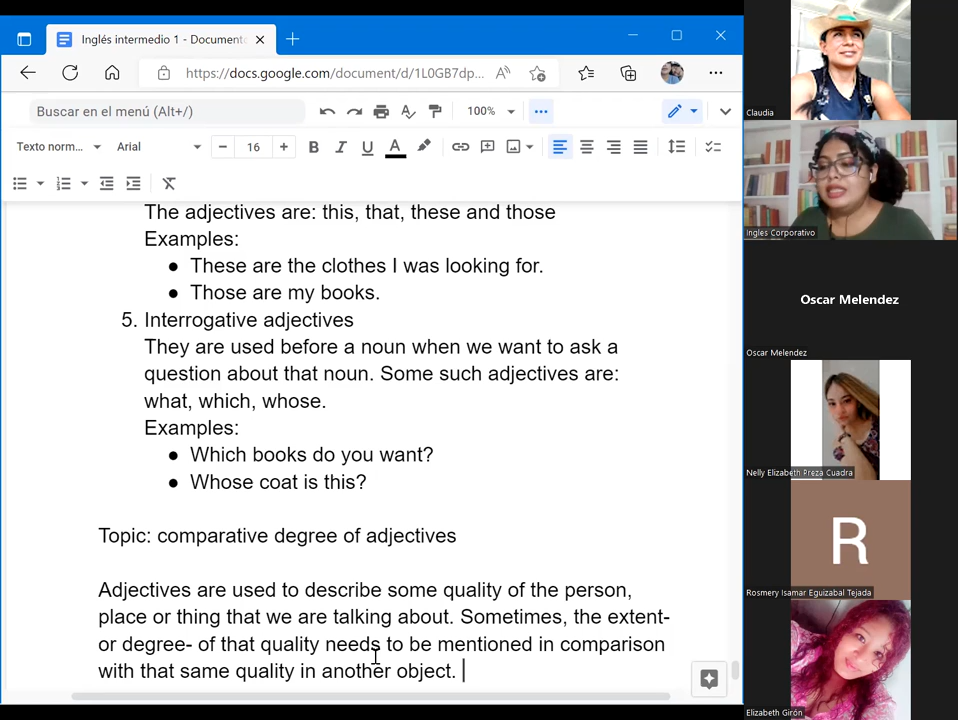 Inglés intermedio 1 - Documento
https://docs.google.com/document/d/1L0GB7dp...
Buscar en el menú (Alt+/)
100%
Texto norm...
Arial
16
The adjectives are: this, that, these and those
Examples:
● These are the clothes I was looking for.
● Those are my books.
5. Interrogative adjectives
They are used before a noun when we want to ask a
question about that noun. Some such adjectives are:
what, which, whose.
Examples:
● Which books do you want?
● Whose coat is this?
Topic: comparative degree of adjectives
Adjectives are used to describe some quality of the person,
place or thing that we are talking about. Sometimes, the extent-
or degree- of that quality needs to be mentioned in comparison
with that same quality in another object.
Claudia
Ingles Corporativo
Oscar Melendez
Oscar Melendez
Nelly Elizabeth Preza Cuadra
R
Rosmery Isamar Eguizabal Tejada
Elizabeth Girón